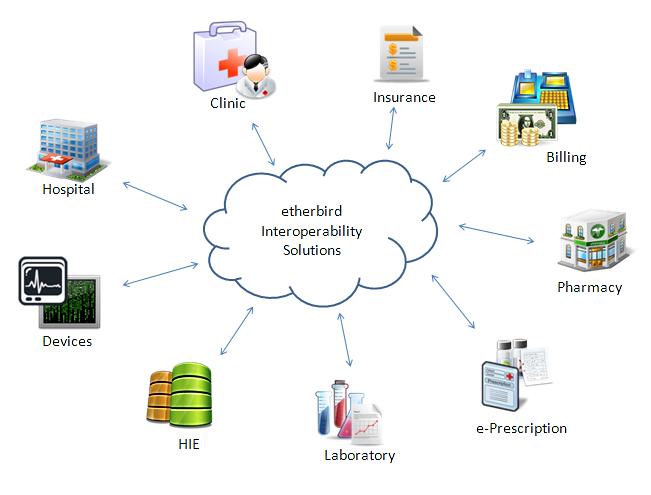 Clinic
Insurance
Billing
Hospital
etherbird
Interoperability
Solutions
Pharmacy
Devices
e-Prescription
HIE
Laboratory